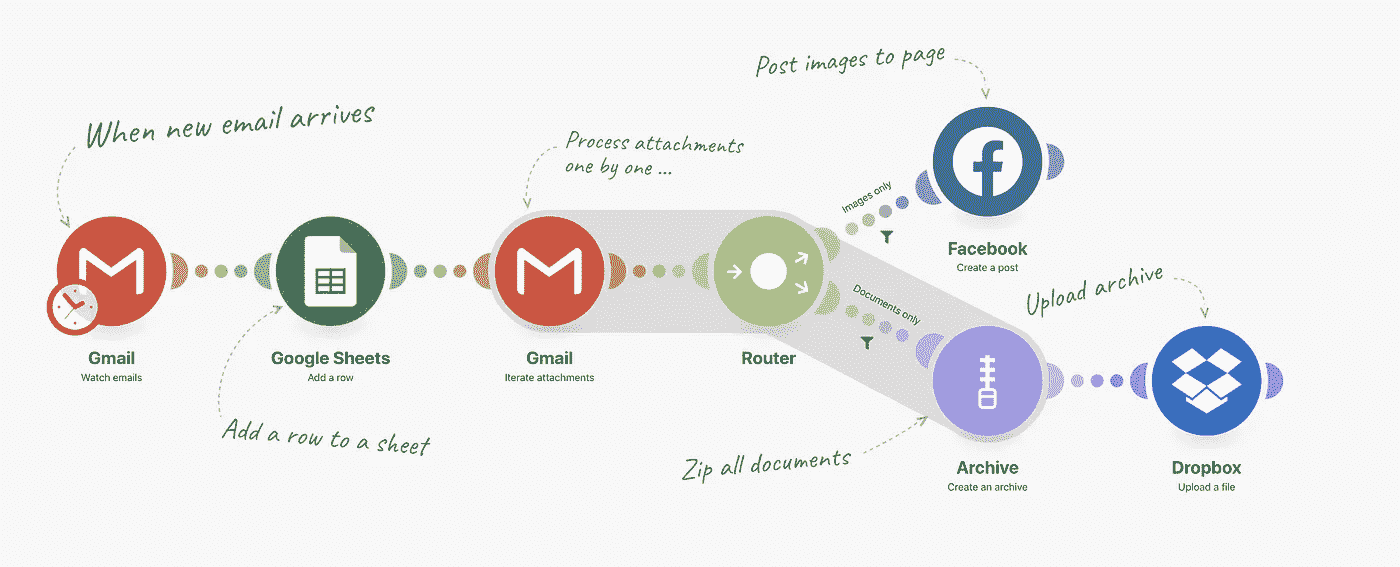 Post images to page
When new email arrives
Process attachments
one by one ...
Images only
Facebook
Create a post
Documents only
Upload archive
Gmail
Watch emails
Google Sheets
Add a row
Gmail
Iterate attachments
Router
Add a row to a sheet
Zip all documents
Archive
Create an archive
Dropbox
Upload a file